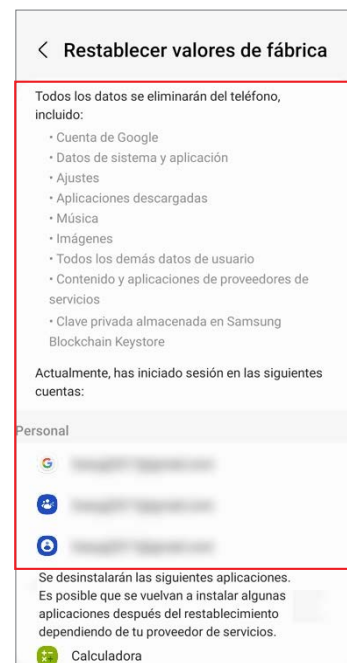 Restablecer valores de fábrica
Todos los datos se eliminarán del teléfono,
incluido:
• Cuenta de Google
• Datos de sistema y aplicación
• Ajustes
• Aplicaciones descargadas
• Música
• Imágenes
• Todos los demás datos de usuario
• Contenido y aplicaciones de proveedores de
servicios
• Clave privada almacenada en Samsung
Blockchain Keystore
Actualmente, has iniciado sesión en las siguientes
cuentas:
Personal
Se desinstalarán las siguientes aplicaciones.
Es posible que se vuelvan a instalar algunas
aplicaciones después del restablecimiento
dependiendo de tu proveedor de servicios.
Calculadora